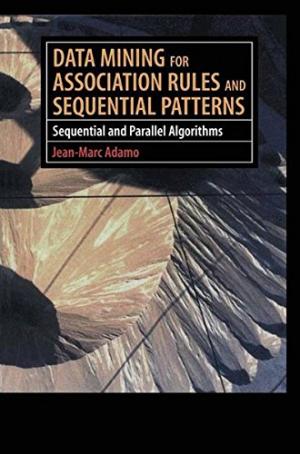 DATA MINING FOR
ASSOCIATION RULES AND
SEQUENTIAL PATTERNS
Sequential and Parallel Algorithms
Jean-Marc Adamo